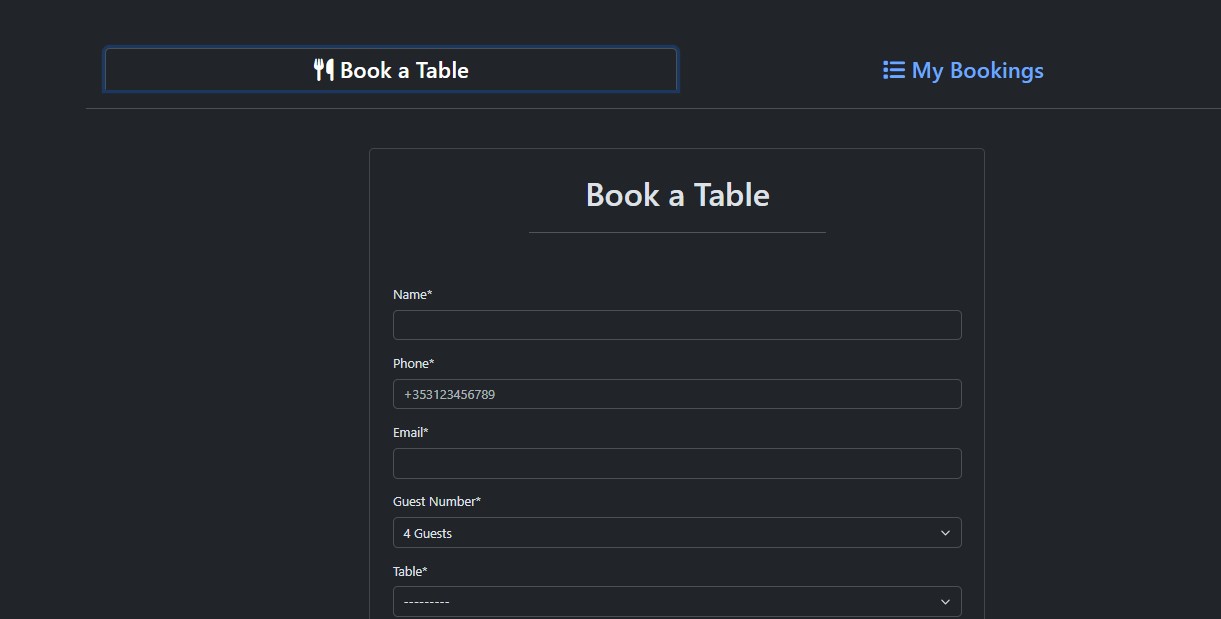 Book a Table
My Bookings
Book a Table
Name*
Phone*
+353123456789
Email*
Guest Number*
4 Guests
Table*
---------